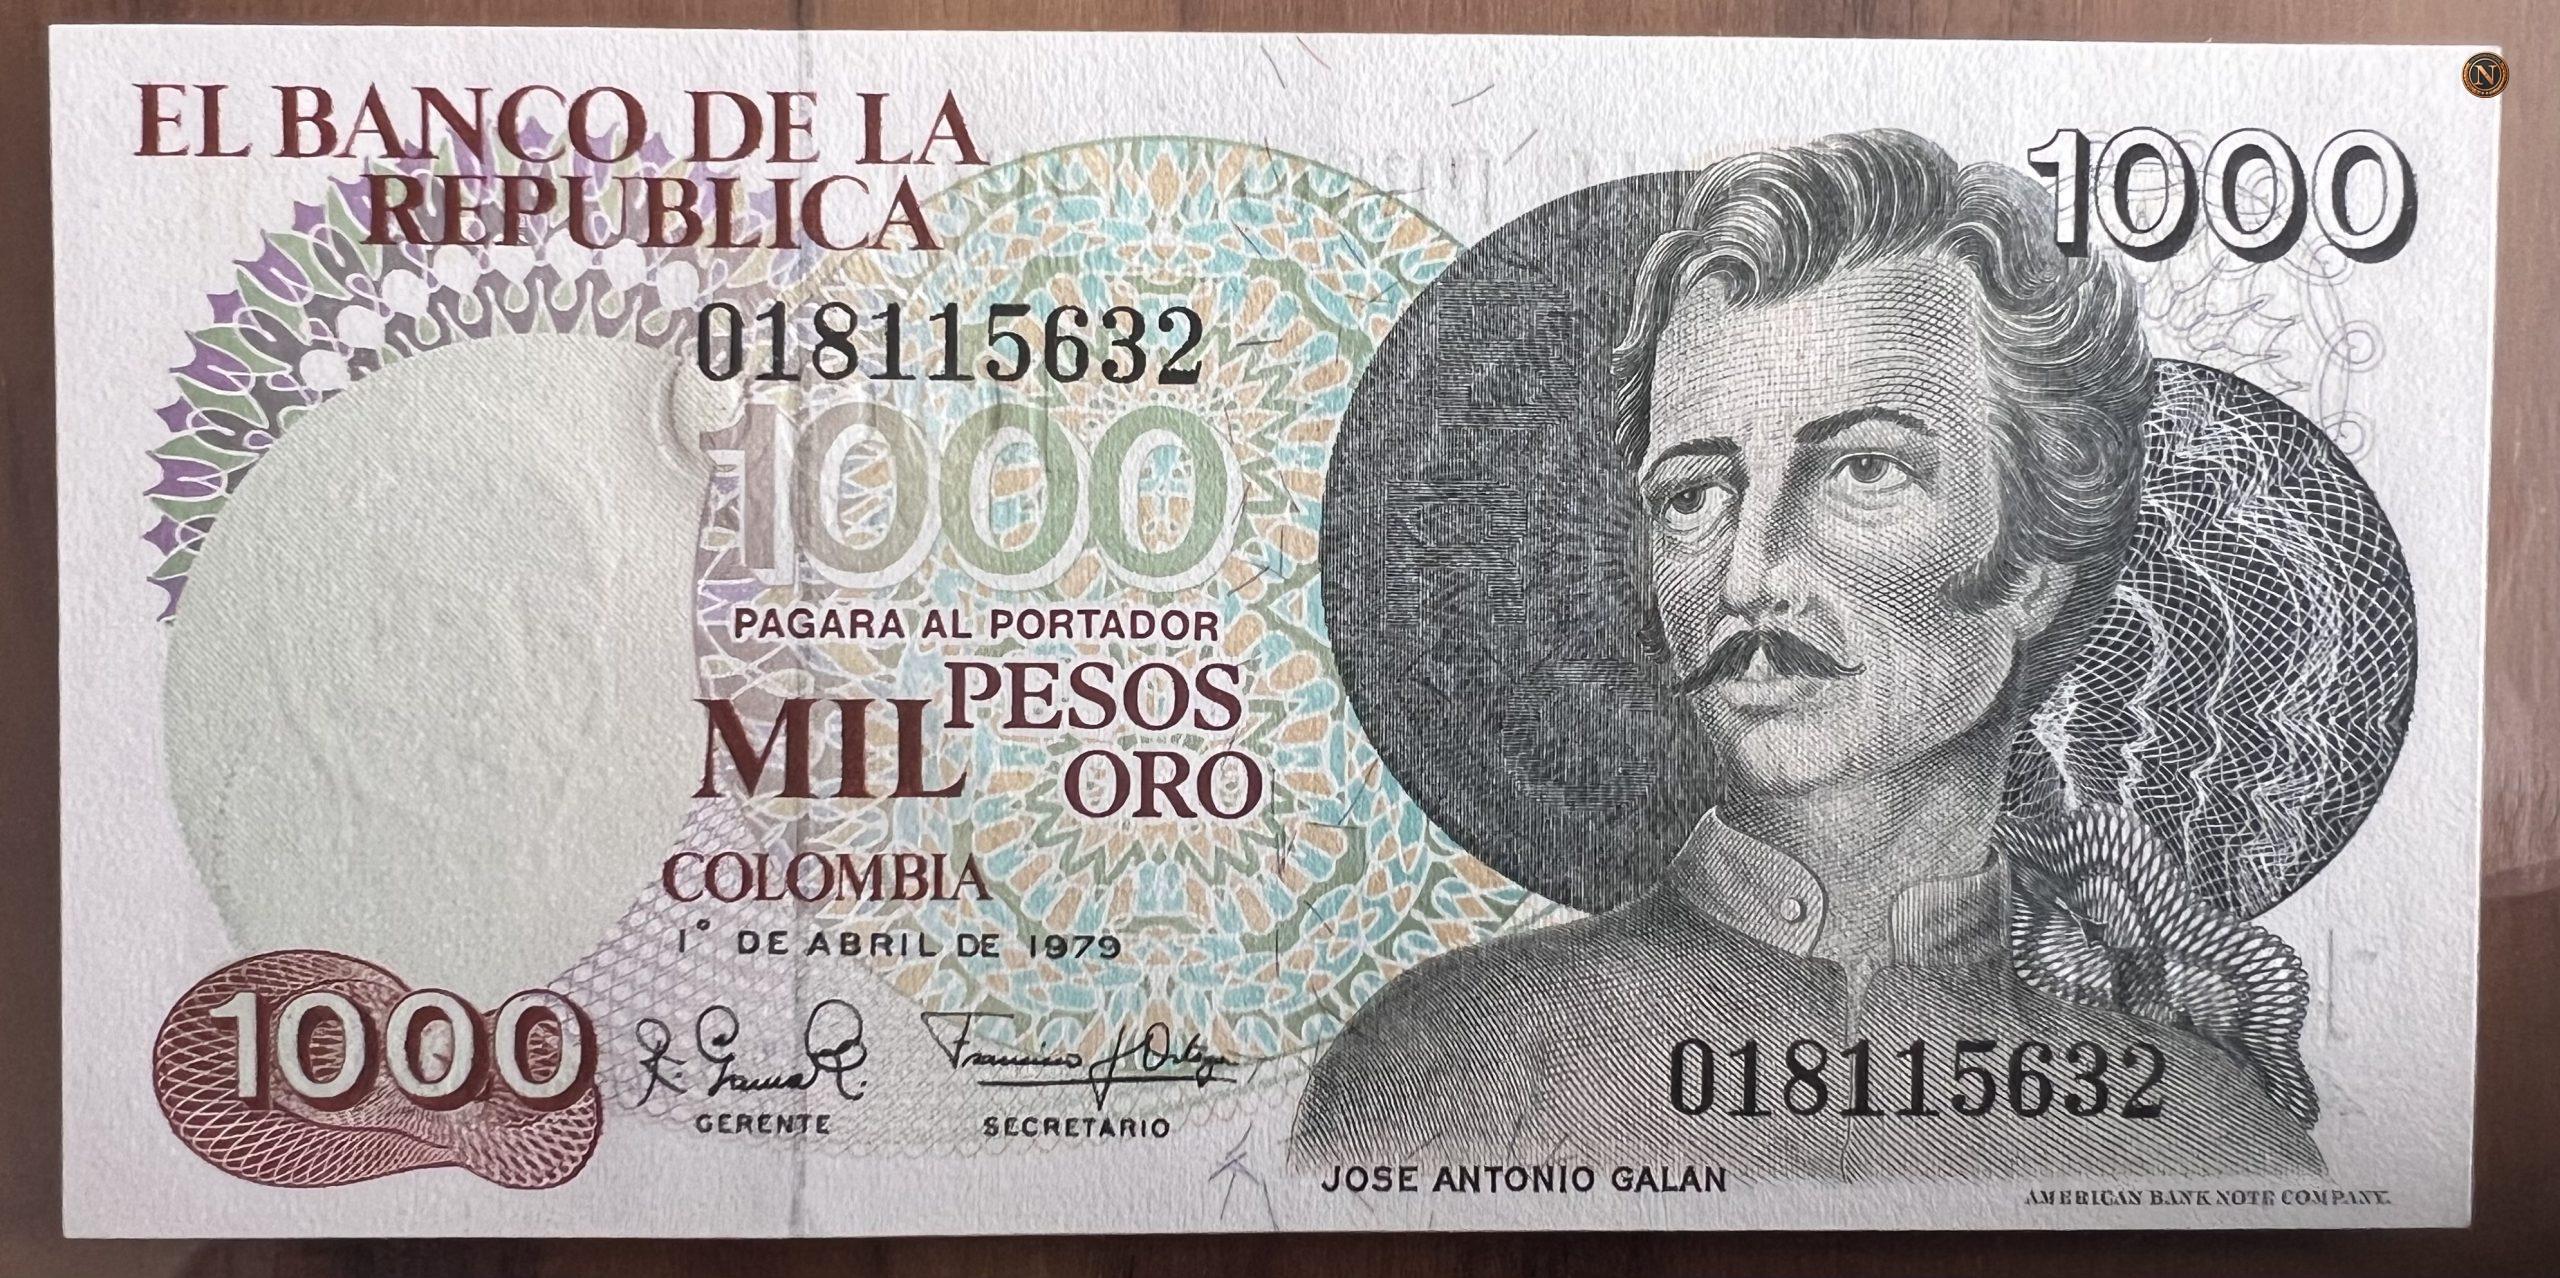 EL BANCO DE LA
REPUBLICA
1000
018115632
1000
PAGARA AL PORTADOR
MIL PESOS
ORO
COLOMBIA
1° DE ABRIL DE 1979
1000
GERENTE
SECRETARIO
018115632
JOSE ANTONIO GALAN
AMERICAN BANK NOTE COMPANY.
N